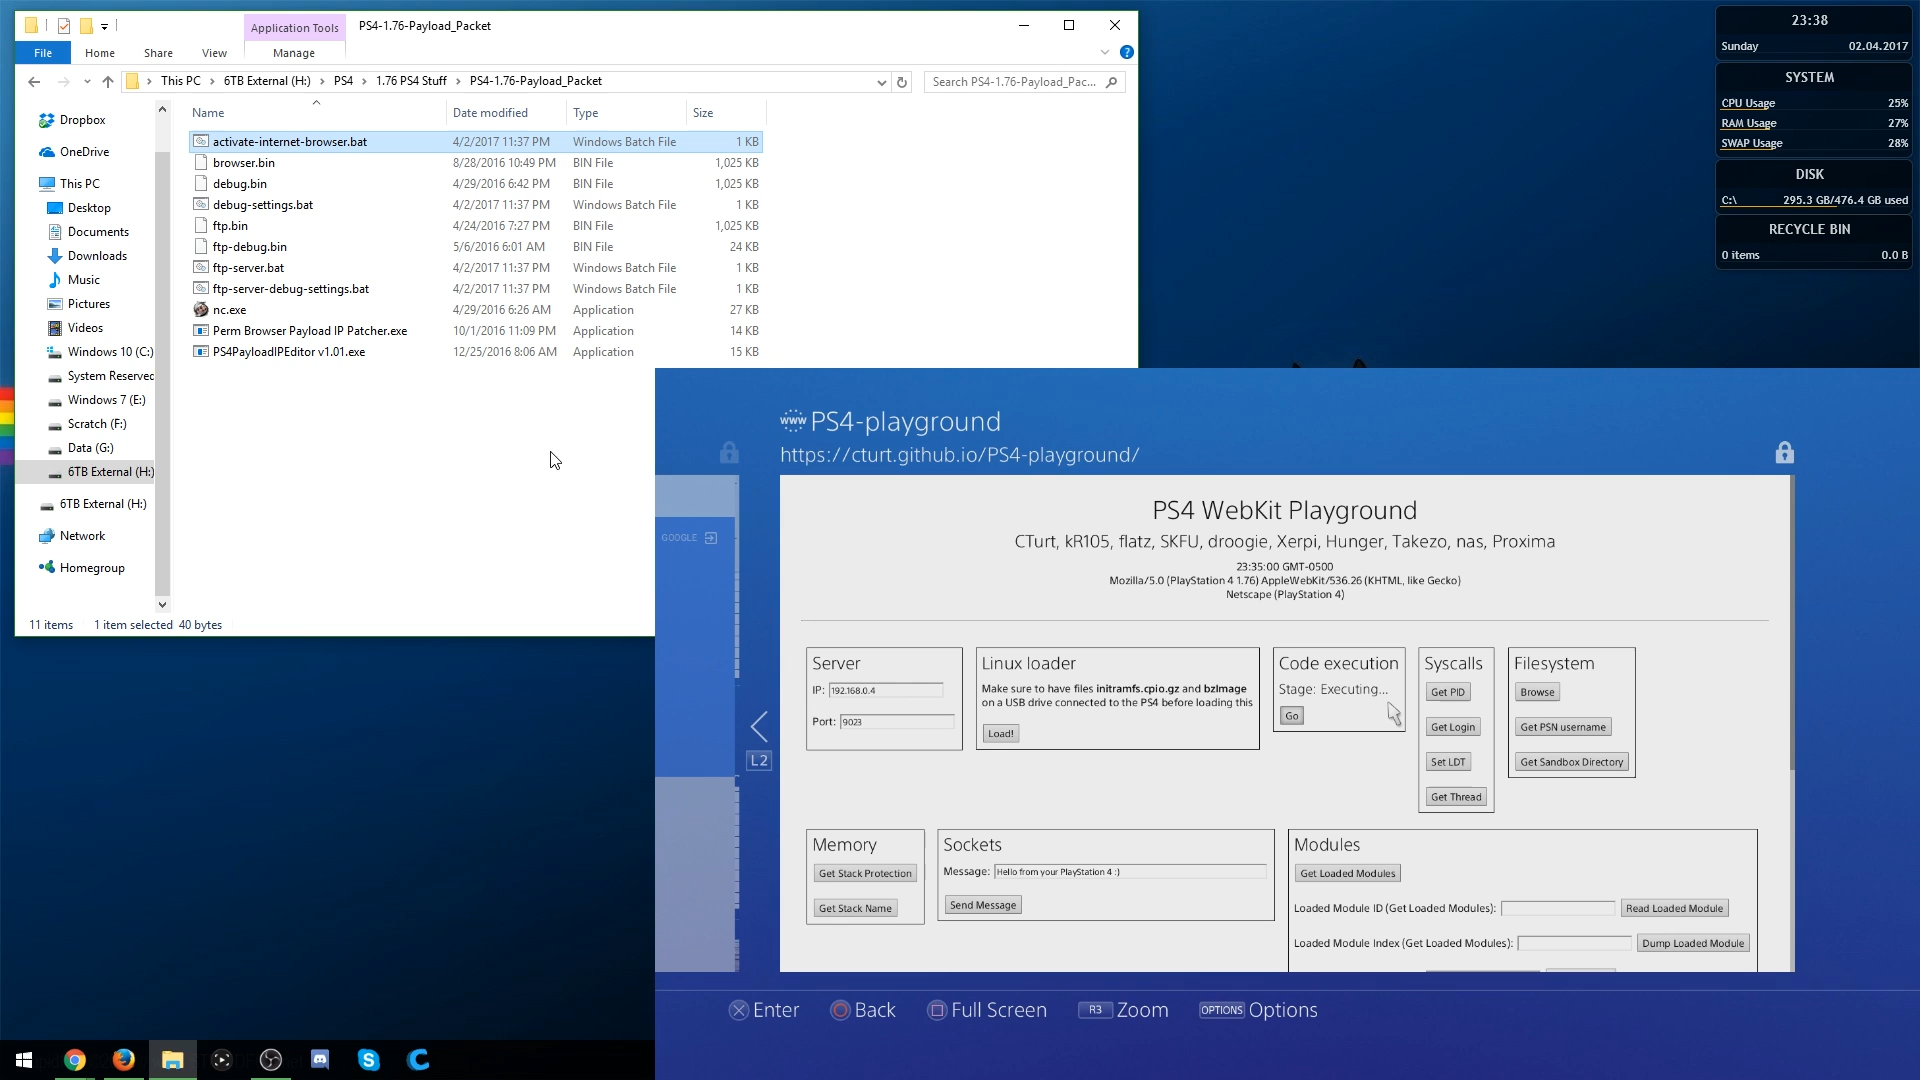 Application Tools
PS4-1.76-Payload_Packet
File
Home
Share
View
Manage
This PC
6TB External (H:)
PS4
1.76 PS4 Stuff
PS4-1.76-Payload_Packet
Search PS4-1.76-Payload_Pac...
Name
Date modified
Type
Size
Dropbox
OneDrive
This PC
Desktop
Documents
Downloads
Music
Pictures
Videos
Windows 10 (C:)
System Reserved
Windows 7 (E:)
Scratch (F:)
Data (G:)
6TB External (H:)
6TB External (H:)
Network
Homegroup
activate-internet-browser.bat 4/2/2017 11:37 PM Windows Batch File 1 KB
browser.bin 8/28/2016 10:49 PM BIN File 1,025 KB
debug.bin 4/29/2016 6:42 PM BIN File 1,025 KB
debug-settings.bat 4/2/2017 11:37 PM Windows Batch File 1 KB
ftp.bin 4/24/2016 7:27 PM BIN File 1,025 KB
ftp-debug.bin 5/6/2016 6:01 AM BIN File 24 KB
ftp-server.bat 4/2/2017 11:37 PM Windows Batch File 1 KB
ftp-server-debug-settings.bat 4/2/2017 11:37 PM Windows Batch File 1 KB
nc.exe 4/29/2016 6:26 AM Application 27 KB
Perm Browser Payload IP Patcher.exe 10/1/2016 11:09 PM Application 14 KB
PS4PayloadIPEditor v1.01.exe 12/25/2016 8:06 AM Application 15 KB
11 items
1 item selected 40 bytes
23:38
Sunday 02.04.2017
SYSTEM
CPU Usage 25%
RAM Usage 27%
SWAP Usage 28%
DISK
C:\ 295.3 GB/476.4 GB used
RECYCLE BIN
0 items 0.0 B
www PS4-playground
https://cturt.github.io/PS4-playground/
GOOGLE
L2
PS4 WebKit Playground
CTurt, kR105, flatz, SKFU, droogie, Xerpi, Hunger, Takezo, nas, Proxima
23:35:00 GMT-0500
Mozilla/5.0 (PlayStation 4 1.76) AppleWebKit/536.26 (KHTML, like Gecko)
Netscape (PlayStation 4)
Server
IP: 192.168.0.4
Port: 9023
Linux loader
Make sure to have files initramfs.cpio.gz and bzImage
on a USB drive connected to the PS4 before loading this
Load!
Code execution
Stage: Executing...
Go
Syscalls
Get PID
Get Login
Set LDT
Get Thread
Filesystem
Browse
Get PSN username
Get Sandbox Directory
Memory
Get Stack Protection
Get Stack Name
Sockets
Message: Hello from your PlayStation 4 :)
Send Message
Modules
Get Loaded Modules
Loaded Module ID (Get Loaded Modules): Read Loaded Module
Loaded Module Index (Get Loaded Modules): Dump Loaded Module
Enter
Back
Full Screen
R3 Zoom
OPTIONS Options